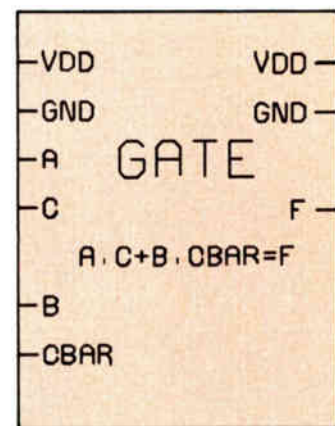 VDD VDD
GND GND
A GATE
C F
A.C+B.CBAR=F
B
CBAR